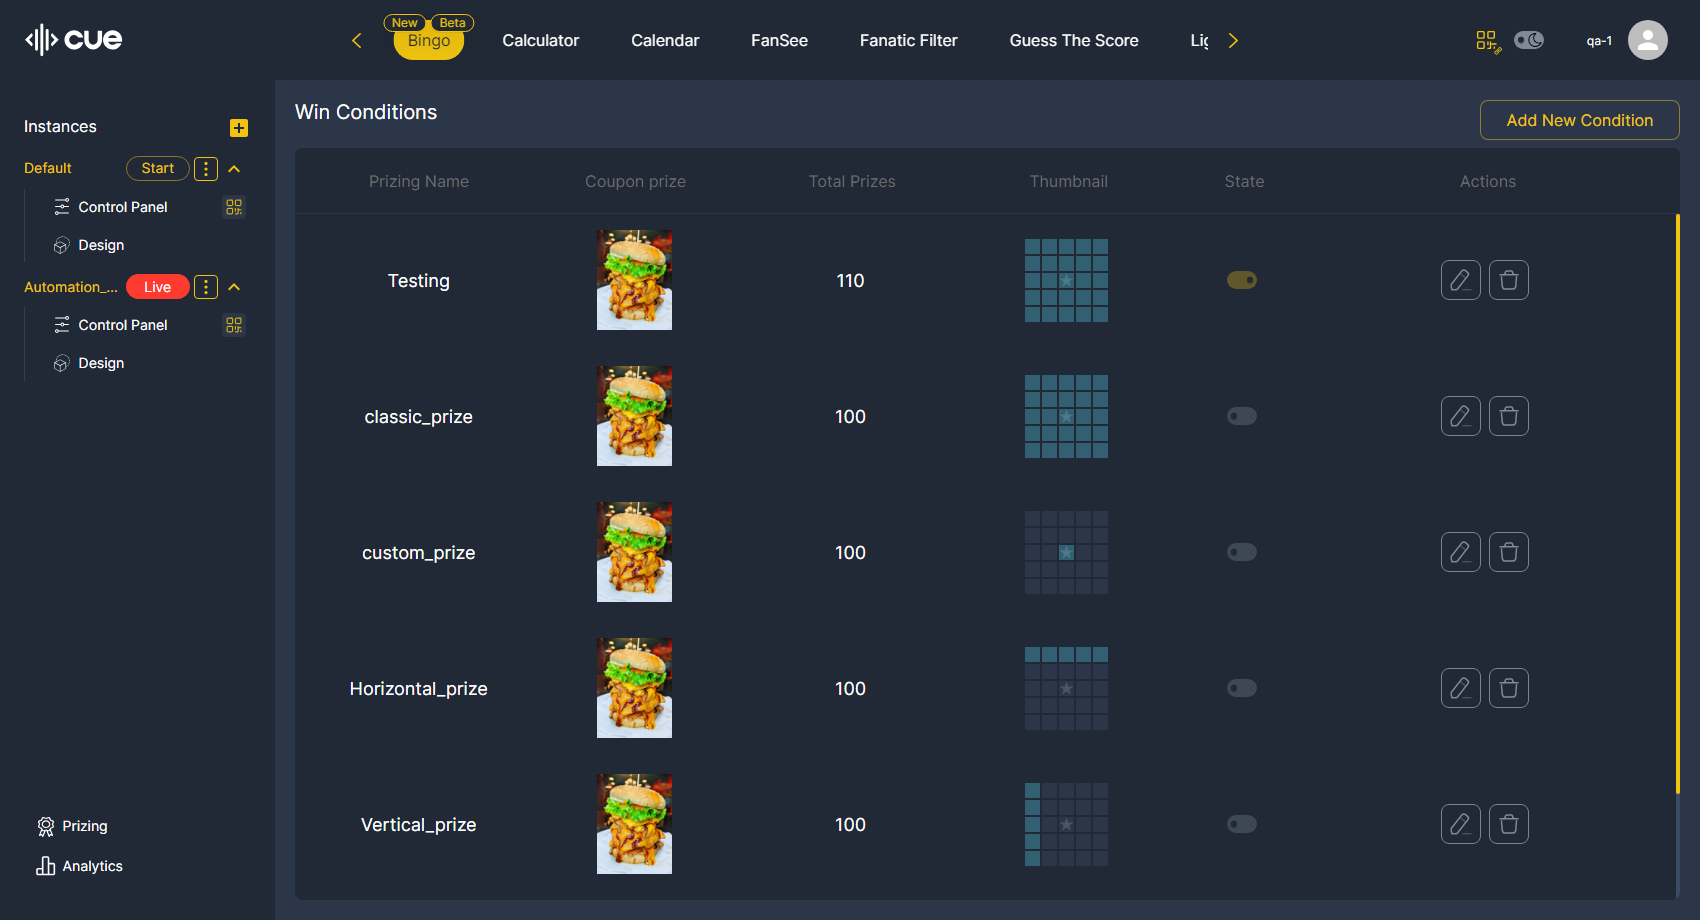 cue
New Beta
Bingo
Calculator
Calendar
FanSee
Fanatic Filter
Guess The Score
qa-1
Instances
Default
Start
Control Panel
Design
Automation_...
Live
Control Panel
Design
Prizing
Analytics
Win Conditions
Add New Condition
Prizing Name Coupon prize Total Prizes Thumbnail State Actions
Testing 110
classic_prize 100
custom_prize 100
Horizontal_prize 100
Vertical_prize 100